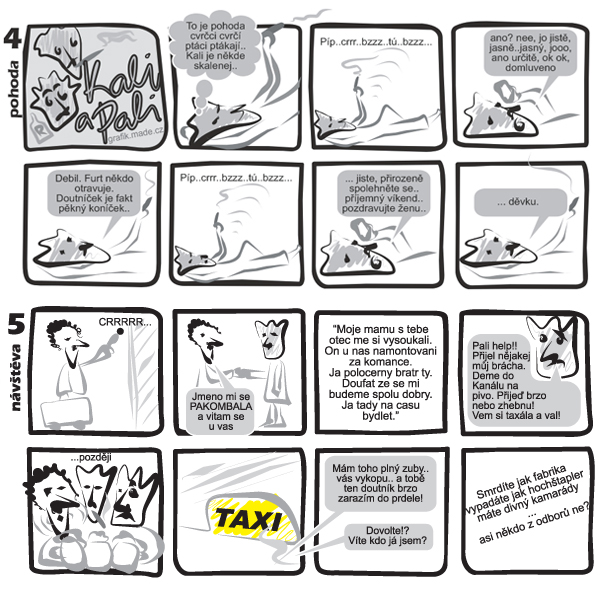 4
pohoda
Kali
a Pali
R
grafik.made.cz
To je pohoda
cvrčci cvrčí
ptáci ptákají..
Kali je někde
skalenej..
Píp..crrr..bzzz..tú..bzzz...
ano? nee, jo jistě,
jasně..jasný, jooo,
ano určitě, ok ok,
domluveno
Debil. Furt někdo
otravuje.
Doutníček je fakt
pěkný koníček..
Píp..crrr..bzzz..tú..bzzz...
... jiste, přirozeně
spolehněte se..
příjemný víkend..
pozdravujte ženu..
... děvku.
5
návštěva
CRRRRR...
Jmeno mi se
PAKOMBALA
a vitam se
u vas
"Moje mamu s tebe
otec me si vysoukali.
On u nas namontovani
za komance.
Ja polocerny bratr ty.
Doufat ze se mi
budeme spolu dobry.
Ja tady na casu
bydlet."
Pali help!!
Přijel nějakej
můj brácha.
Deme do
Kanálu na
pivo. Přijeď brzo
nebo zhebnu!
Vem si taxála a val!
...později
TAXI
Mám toho plný zuby..
vás vykopu.. a tobě
ten doutník brzo
zarazím do prdele!
Dovolte!?
Víte kdo já jsem?
Smrdíte jak fabrika
vypadáte jak hochštapler
máte divný kamarády
...
asi někdo z odborů ne?